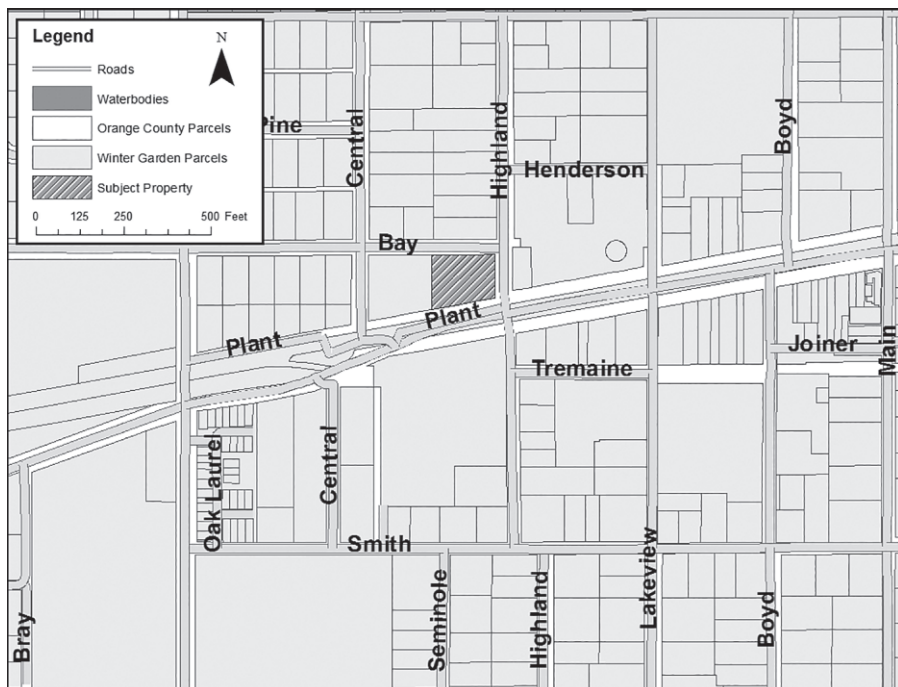 Legend
N
Roads
Waterbodies
Orange County Parcels
Winter Garden Parcels
Subject Property
0 125 250 500 Feet
Pine
Central
Highland
Boyd
Henderson
Bay
Plant
Plant
Tremaine
Joiner
Main
Oak Laurel
Central
Smith
Bray
Seminole
Highland
Lakeview
Boyd